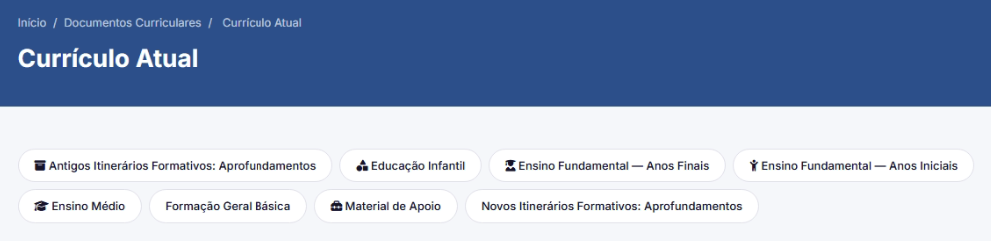 Início / Documentos Curriculares / Currículo Atual
Currículo Atual
Antigos Itinerários Formativos: Aprofundamentos
Educação Infantil
Ensino Fundamental — Anos Finais
Ensino Fundamental — Anos Iniciais
Ensino Médio
Formação Geral Básica
Material de Apoio
Novos Itinerários Formativos: Aprofundamentos